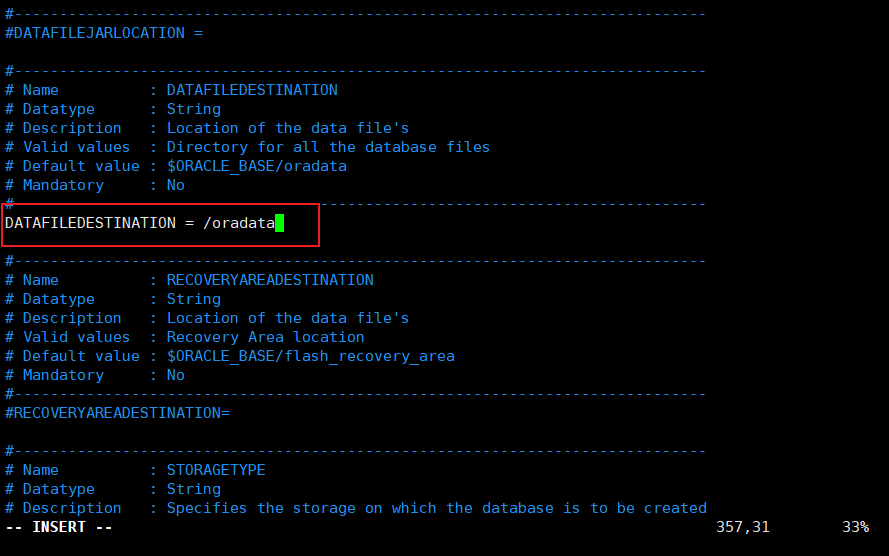 #-----------------------------------------------------------------------------
#DATAFILEJARLOCATION =
#-----------------------------------------------------------------------------
# Name          : DATAFILEDESTINATION
# Datatype      : String
# Description   : Location of the data file's
# Valid values  : Directory for all the database files
# Default value : $ORACLE_BASE/oradata
# Mandatory     : No
#-----------------------------------------------------------------------------
DATAFILEDESTINATION = /oradata
#-----------------------------------------------------------------------------
# Name          : RECOVERYAREADESTINATION
# Datatype      : String
# Description   : Location of the data file's
# Valid values  : Recovery Area location
# Default value : $ORACLE_BASE/flash_recovery_area
# Mandatory     : No
#-----------------------------------------------------------------------------
#RECOVERYAREADESTINATION=
#-----------------------------------------------------------------------------
# Name          : STORAGETYPE
# Datatype      : String
# Description   : Specifies the storage on which the database is to be created
-- INSERT --                                                                   357,31        33%